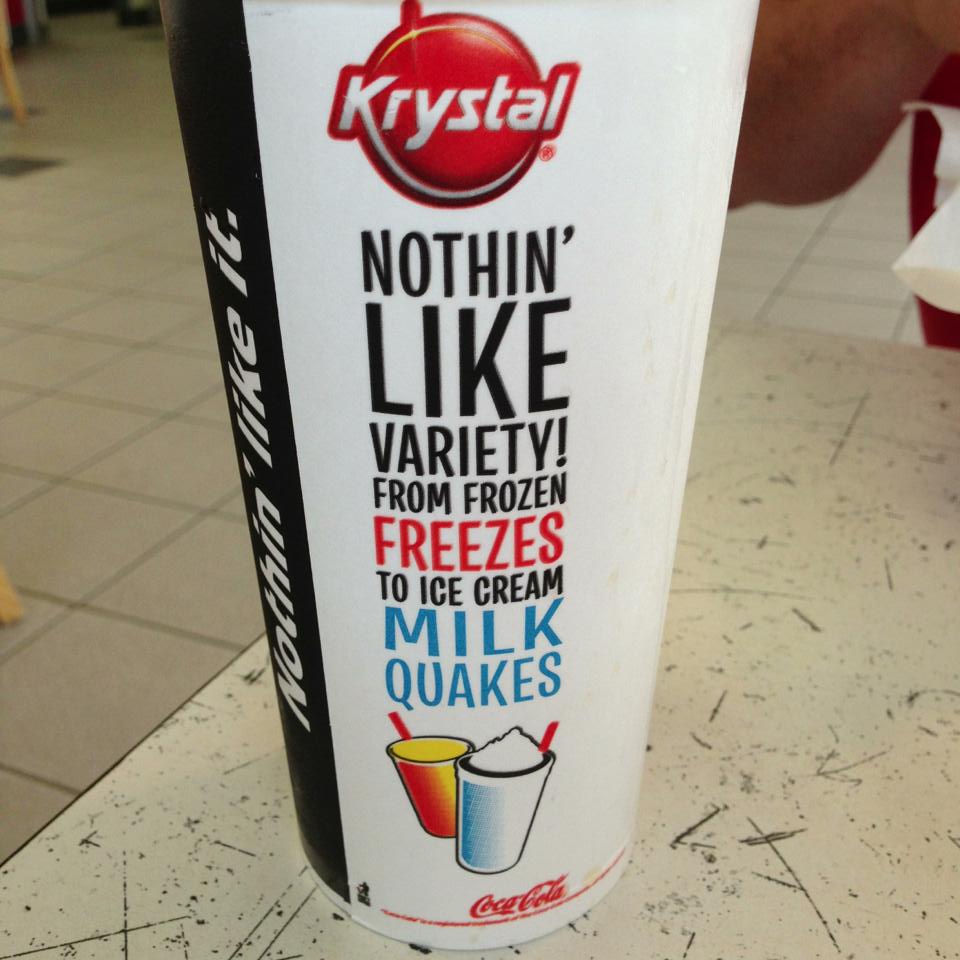 Krystal®
NOTHIN'
LIKE
VARIETY!
FROM FROZEN
FREEZES
TO ICE CREAM
MILK
QUAKES
Coca-Cola
Nothin' like it.